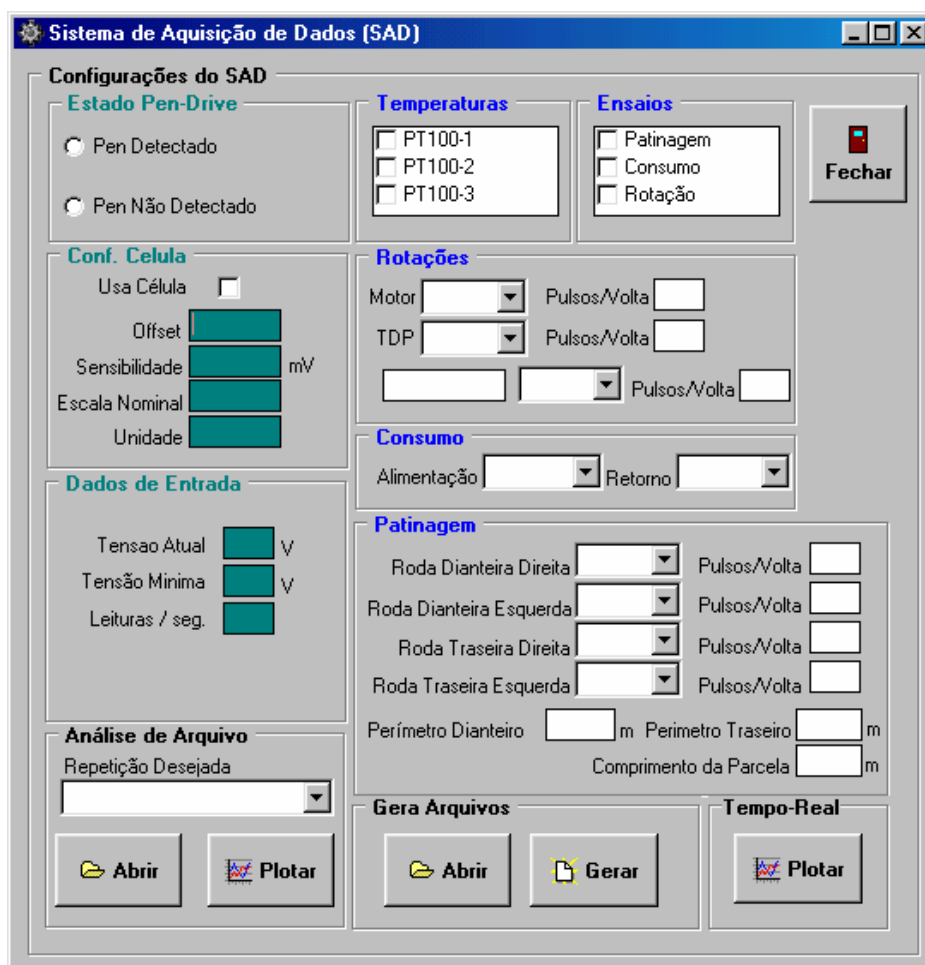 Sistema de Aquisição de Dados (SAD)
Configurações do SAD
Estado Pen-Drive
Pen Detectado
Pen Não Detectado
Temperaturas
PT100-1
PT100-2
PT100-3
Ensaios
Patinagem
Consumo
Rotação
Fechar
Conf. Celula
Usa Célula
Offset
Sensibilidade mV
Escala Nominal
Unidade
Rotações
Motor Pulsos/Volta
TDP Pulsos/Volta
Pulsos/Volta
Consumo
Alimentação Retorno
Dados de Entrada
Tensao Atual V
Tensão Minima V
Leituras / seg.
Patinagem
Roda Dianteira Direita Pulsos/Volta
Roda Dianteira Esquerda Pulsos/Volta
Roda Traseira Direita Pulsos/Volta
Roda Traseira Esquerda Pulsos/Volta
Perímetro Dianteiro m Perimetro Traseiro m
Comprimento da Parcela m
Análise de Arquivo
Repetição Desejada
Abrir Plotar
Gera Arquivos
Abrir Gerar
Tempo-Real
Plotar